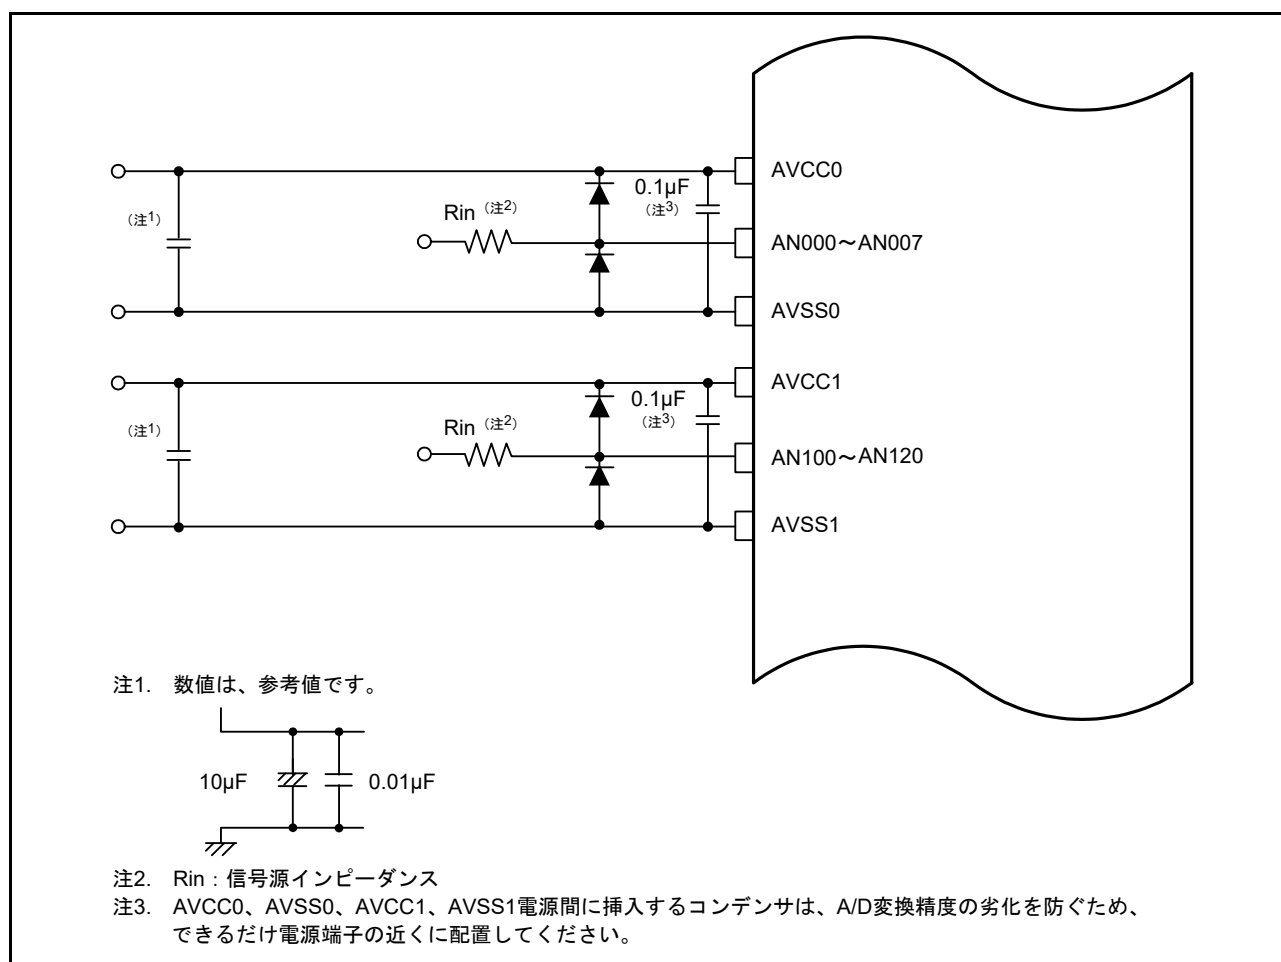 AVCC0
0.1μF
(注3)
(注1)
Rin (注2)
AN000～AN007
AVSS0
AVCC1
0.1μF
(注3)
(注1)
Rin (注2)
AN100～AN120
AVSS1
注1. 数値は、参考値です。
10μF
0.01μF
注2. Rin：信号源インピーダンス
注3. AVCC0、AVSS0、AVCC1、AVSS1電源間に挿入するコンデンサは、A/D変換精度の劣化を防ぐため、
できるだけ電源端子の近くに配置してください。